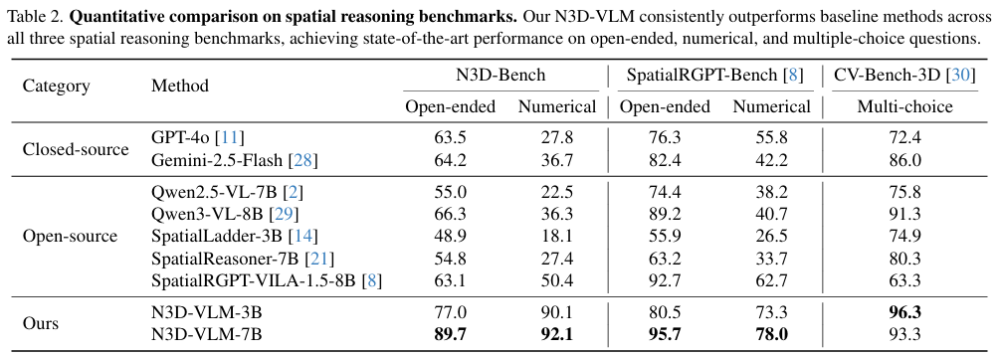 Table 2. Quantitative comparison on spatial reasoning benchmarks. Our N3D-VLM consistently outperforms baseline methods across
all three spatial reasoning benchmarks, achieving state-of-the-art performance on open-ended, numerical, and multiple-choice questions.
Category Method N3D-Bench SpatialRGPT-Bench [8] CV-Bench-3D [30]
Open-ended Numerical Open-ended Numerical Multi-choice
Closed-source GPT-4o [11] 63.5 27.8 76.3 55.8 72.4
Gemini-2.5-Flash [28] 64.2 36.7 82.4 42.2 86.0
Open-source Qwen2.5-VL-7B [2] 55.0 22.5 74.4 38.2 75.8
Qwen3-VL-8B [29] 66.3 36.3 89.2 40.7 91.3
SpatialLadder-3B [14] 48.9 18.1 55.9 26.5 74.9
SpatialReasoner-7B [21] 54.8 27.4 63.2 33.7 80.3
SpatialRGPT-VILA-1.5-8B [8] 63.1 50.4 92.7 62.7 63.3
Ours N3D-VLM-3B 77.0 90.1 80.5 73.3 96.3
N3D-VLM-7B 89.7 92.1 95.7 78.0 93.3